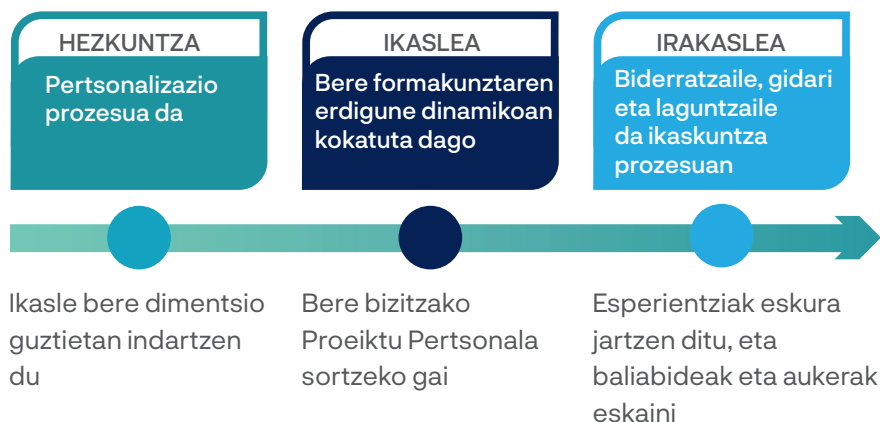 HEZKUNTZA
Pertsonalizazio
prozesua da
IKASLEA
Bere formakunztaren
erdigune dinamikoan
kokatuta dago
IRAKASLEA
Biderratzaile, gidari
eta laguntzaile
da ikaskuntza
prozesuan
Ikasle bere dimentsio
guztietan indartzen
du
Bere bizitzako
Proeiktu Pertsonala
sortzeko gai
Esperientziak eskura
jartzen ditu, eta
baliabideak eta aukerak
eskaini